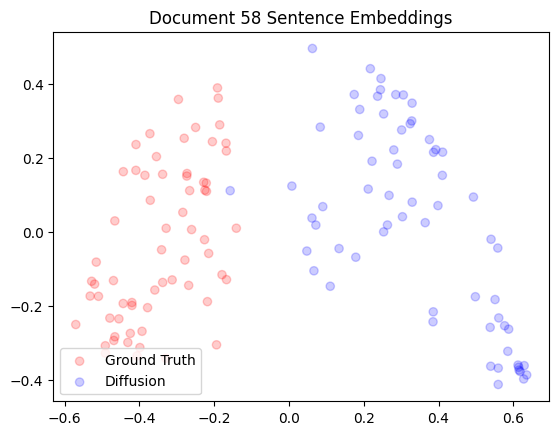 Document 58 Sentence Embeddings
0.4
0.2
0.0
−0.2
−0.4
Ground Truth
Diffusion
−0.6 −0.4 −0.2 0.0 0.2 0.4 0.6